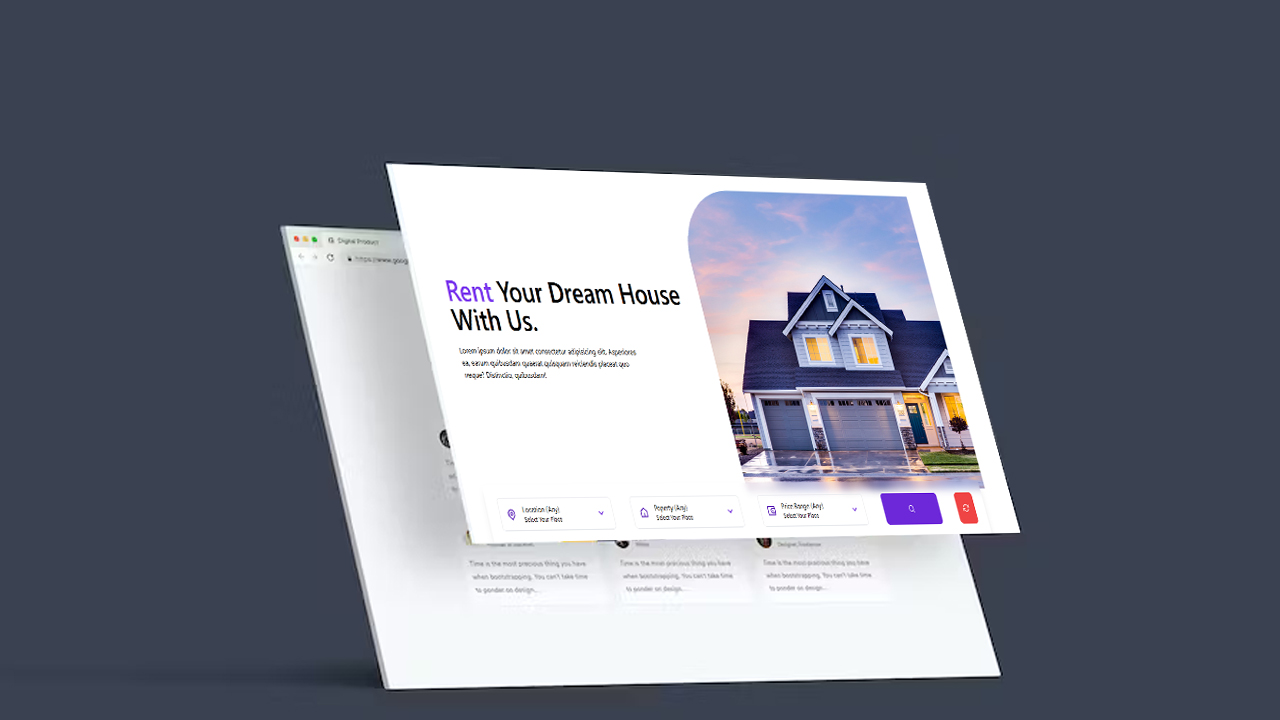 Digital Product
https://www.goog
Rent Your Dream House
With Us.
Lorem ipsum dolor sit amet consectetur adipisicing elit. Asperiores
ea, earum quibusdam quaerat quisquam reiciendis placeat quo
neque! Distinctio, quibusdam!
Location (Any)
Select Your Place
Poperty (Any)
Select Your Place
Price Range (Any)
Select Your Place
Designer, Freelancer
Time is the most precious thing you have
when bootstrapping. You can't take time
to ponder on design...
Time is the most precious thing you have
when bootstrapping. You can't take time
to ponder on design...
Time is the most precious thing you have
when bootstrapping. You can't take time
to ponder on design...